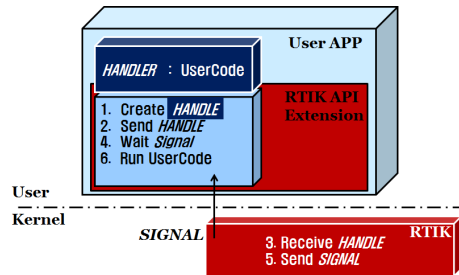 User APP
HANDLER : UserCode
RTIK API
Extension
1. Create HANDLE
2. Send HANDLE
4. Wait Signal
6. Run UserCode
User
Kernel
SIGNAL
RTIK
3. Receive HANDLE
5. Send SIGNAL